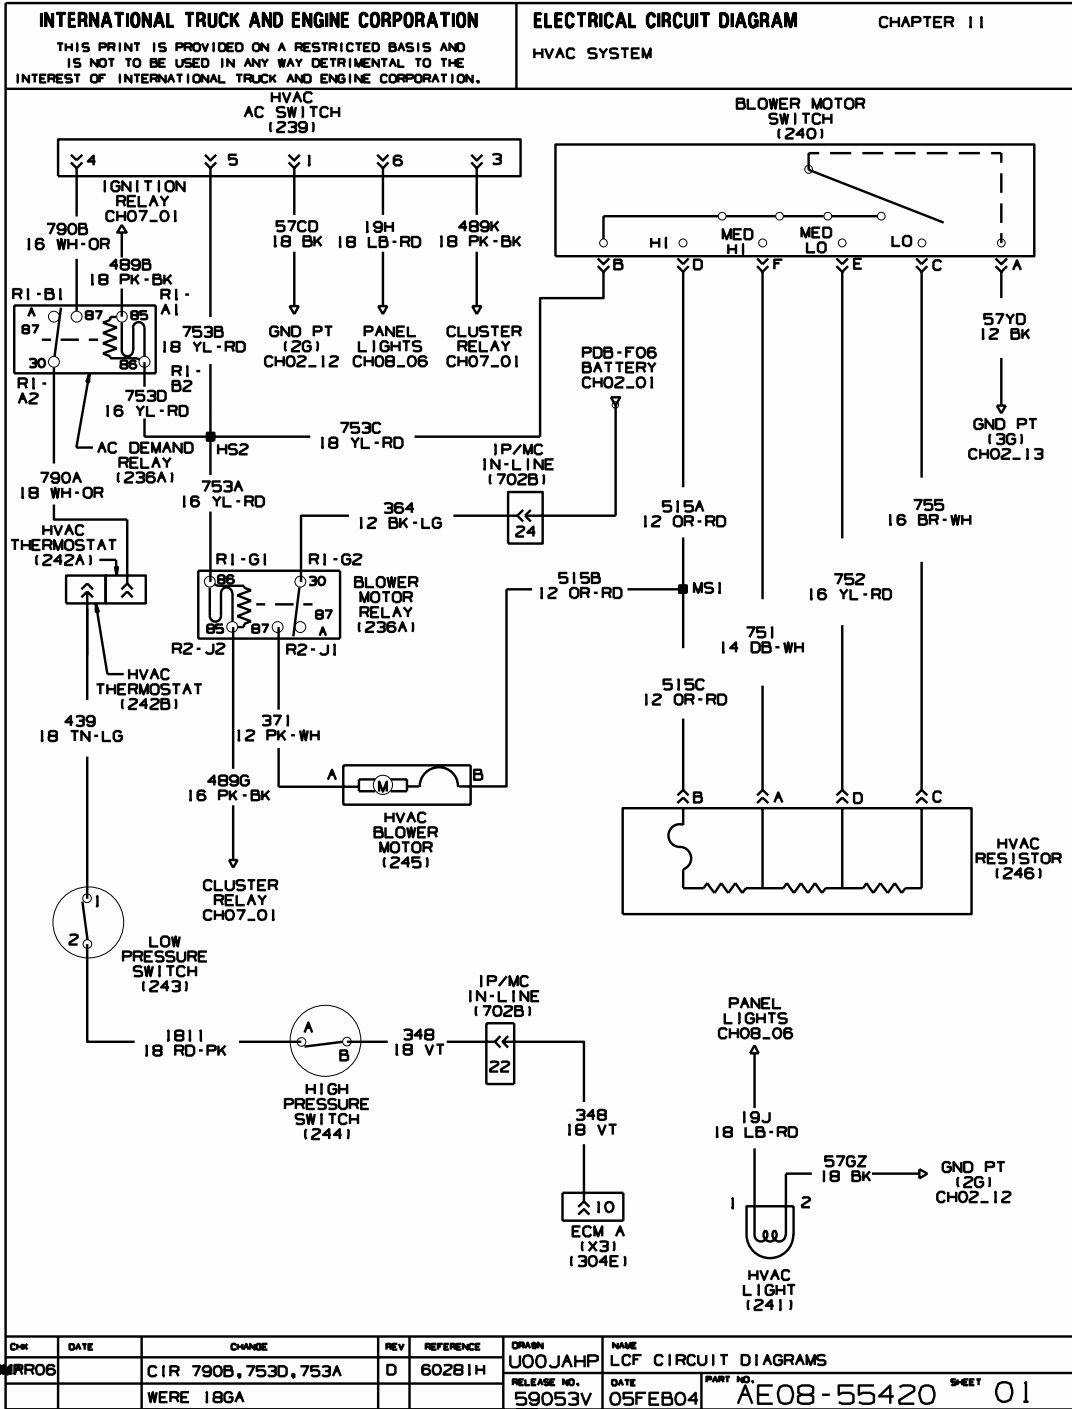 INTERNATIONAL TRUCK AND ENGINE CORPORATION
THIS PRINT IS PROVIDED ON A RESTRICTED BASIS AND
IS NOT TO BE USED IN ANY WAY DETRIMENTAL TO THE
INTEREST OF INTERNATIONAL TRUCK AND ENGINE CORPORATION.
ELECTRICAL CIRCUIT DIAGRAM
CHAPTER 11
HVAC SYSTEM
HVAC
AC SWITCH
(239)
4
5
1
6
3
BLOWER MOTOR
SWITCH
(240)
HI
MED
HI
MED
LO
LO
B
D
F
E
C
A
IGNITION
RELAY
CH07_01
790B
16 WH-OR
489B
18 PK-BK
57CD
18 BK
19H
18 LB-RD
489K
18 PK-BK
R1-B1
R1-
A1
A
87
87
85
30
86
R1-
A2
R1-
B2
753B
18 YL-RD
GND PT
(2G)
CH02_12
PANEL
LIGHTS
CH08_06
CLUSTER
RELAY
CH07_01
57YD
12 BK
PDB-F06
BATTERY
CH02_01
753D
16 YL-RD
GND PT
(3G)
CH02_13
753C
18 YL-RD
HS2
AC DEMAND
RELAY
(236A)
IP/MC
IN-LINE
(702B)
24
790A
18 WH-OR
753A
16 YL-RD
364
12 BK-LG
515A
12 OR-RD
755
16 BR-WH
HVAC
THERMOSTAT
(242A)
R1-G1
R1-G2
86
30
87
85
87
A
R2-J2
R2-J1
BLOWER
MOTOR
RELAY
(236A)
515B
12 OR-RD
MS1
752
16 YL-RD
751
14 DB-WH
HVAC
THERMOSTAT
(242B)
515C
12 OR-RD
439
18 TN-LG
371
12 PK-WH
489G
16 PK-BK
A
M
B
HVAC
BLOWER
MOTOR
(245)
B
A
D
C
HVAC
RESISTOR
(246)
CLUSTER
RELAY
CH07_01
1
2
LOW
PRESSURE
SWITCH
(243)
IP/MC
IN-LINE
(702B)
22
PANEL
LIGHTS
CH08_06
1811
18 RD-PK
A
B
348
18 VT
HIGH
PRESSURE
SWITCH
(244)
348
18 VT
19J
18 LB-RD
57GZ
18 BK
GND PT
(2G)
CH02_12
1
2
10
ECM A
(X3)
(304E)
HVAC
LIGHT
(241)
CHK
DATE
CHANGE
REV
REFERENCE
CIR 790B,753D,753A
D
60281H
WERE 18GA
DRAWN
U00JAHP
NAME
LCF CIRCUIT DIAGRAMS
RELEASE NO.
59053V
DATE
05FEB04
PART NO.
AE08-55420
SHEET
01